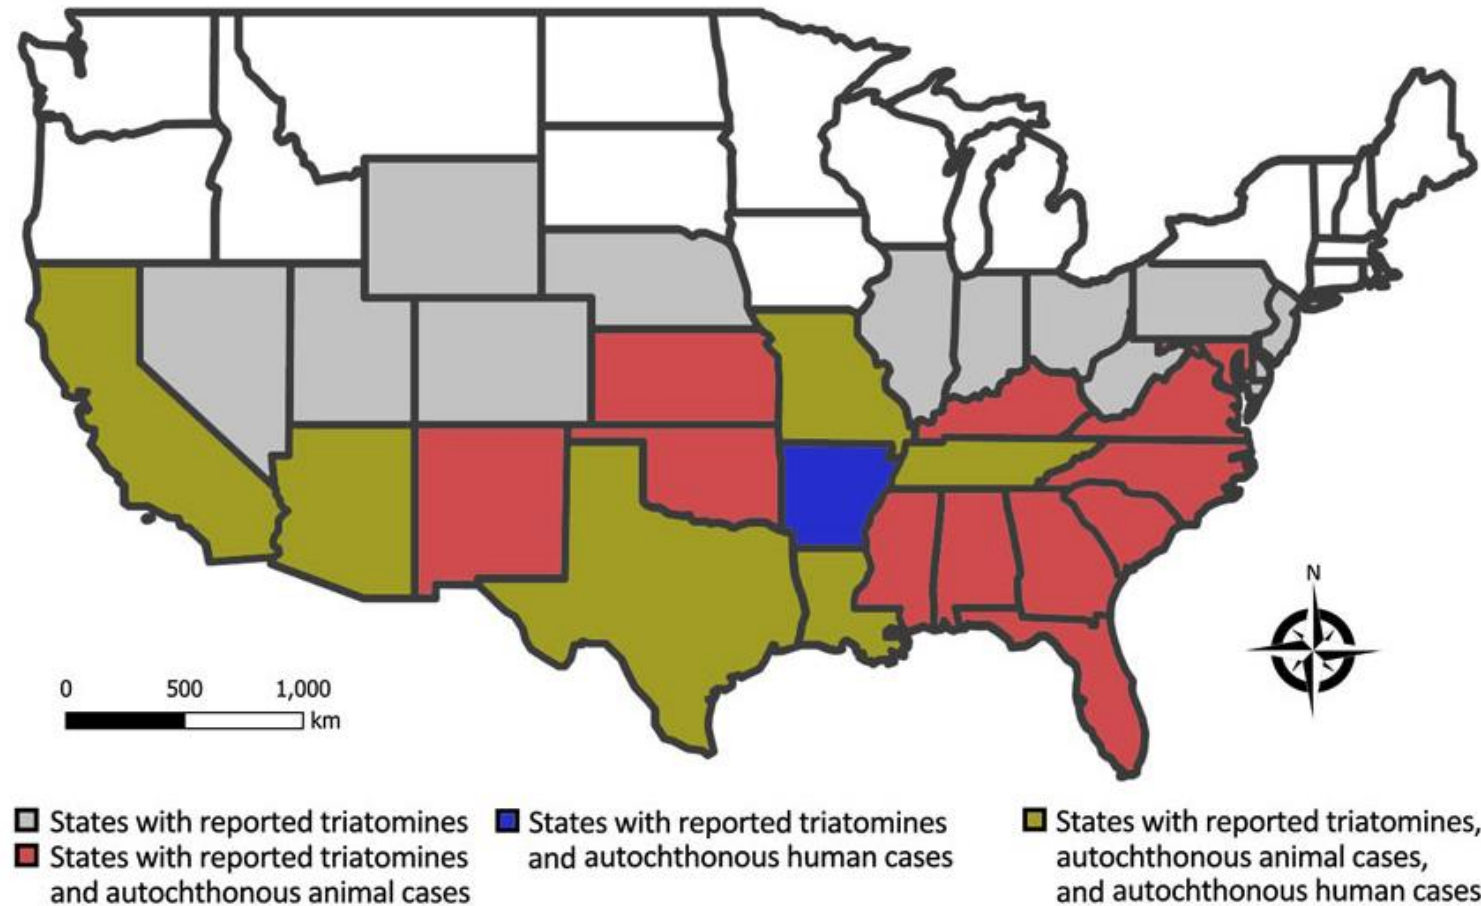 N
0 500 1,000
km
States with reported triatomines
States with reported triatomines
and autochthonous animal cases
States with reported triatomines
and autochthonous human cases
States with reported triatomines,
autochthonous animal cases,
and autochthonous human cases